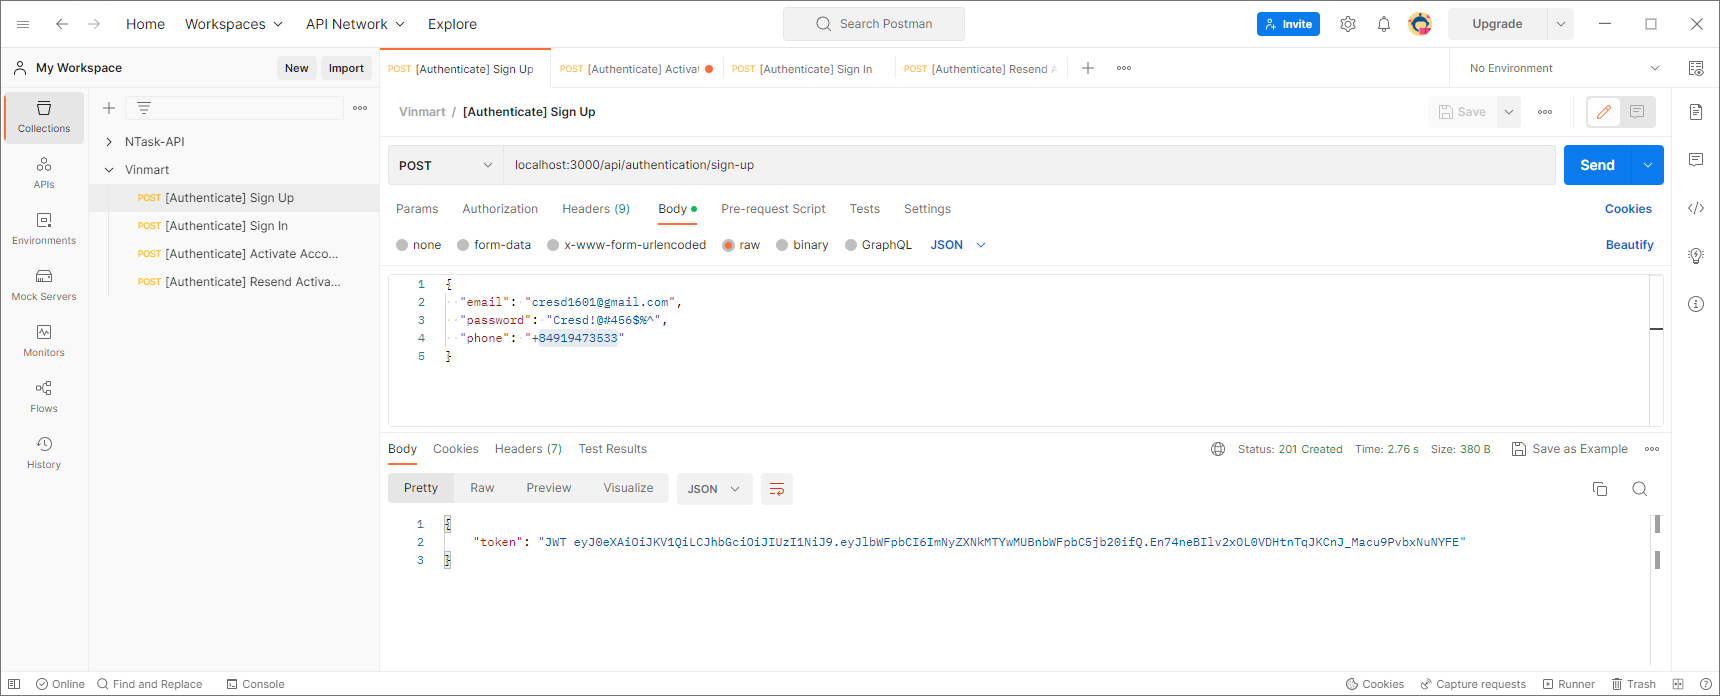 Home Workspaces API Network Explore Search Postman Invite Upgrade
My Workspace New Import
POST [Authenticate] Sign Up POST [Authenticate] Activat POST [Authenticate] Sign In POST [Authenticate] Resend A No Environment
Collections
APIs
Environments
Mock Servers
Monitors
Flows
History
NTask-API
Vinmart
POST [Authenticate] Sign Up
POST [Authenticate] Sign In
POST [Authenticate] Activate Acco...
POST [Authenticate] Resend Activa...
Vinmart / [Authenticate] Sign Up Save
POST localhost:3000/api/authentication/sign-up Send
Params Authorization Headers (9) Body Pre-request Script Tests Settings Cookies
none form-data x-www-form-urlencoded raw binary GraphQL JSON Beautify
1 {
2 "email": "cresd1601@gmail.com",
3 "password": "Cresd!@#456$%^",
4 "phone": "+84919473533"
5 }
Body Cookies Headers (7) Test Results Status: 201 Created Time: 2.76 s Size: 380 B Save as Example
Pretty Raw Preview Visualize JSON
1 {
2 "token": "JWT eyJ0eXAiOiJKV1QiLCJhbGciOiJIUzI1NiJ9.eyJlbWFpbCI6ImNyZXNkMTYwMUBnbWFpbC5jb20ifQ.En74neBIlv2xOL0VDHtnTqJKCnJ_Macu9PvbxNuNYFE"
3 }
Online Find and Replace Console Cookies Capture requests Runner Trash